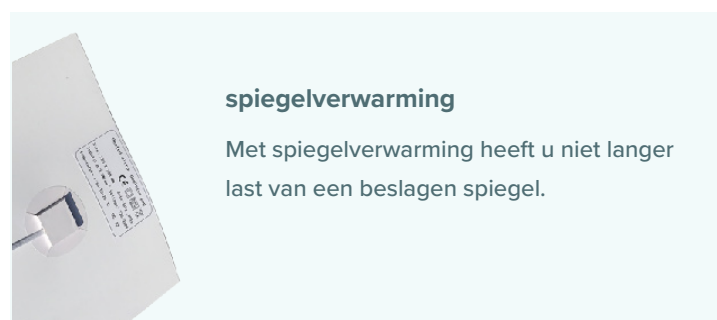 spiegelverwarming
Met spiegelverwarming heeft u niet langer
last van een beslagen spiegel.